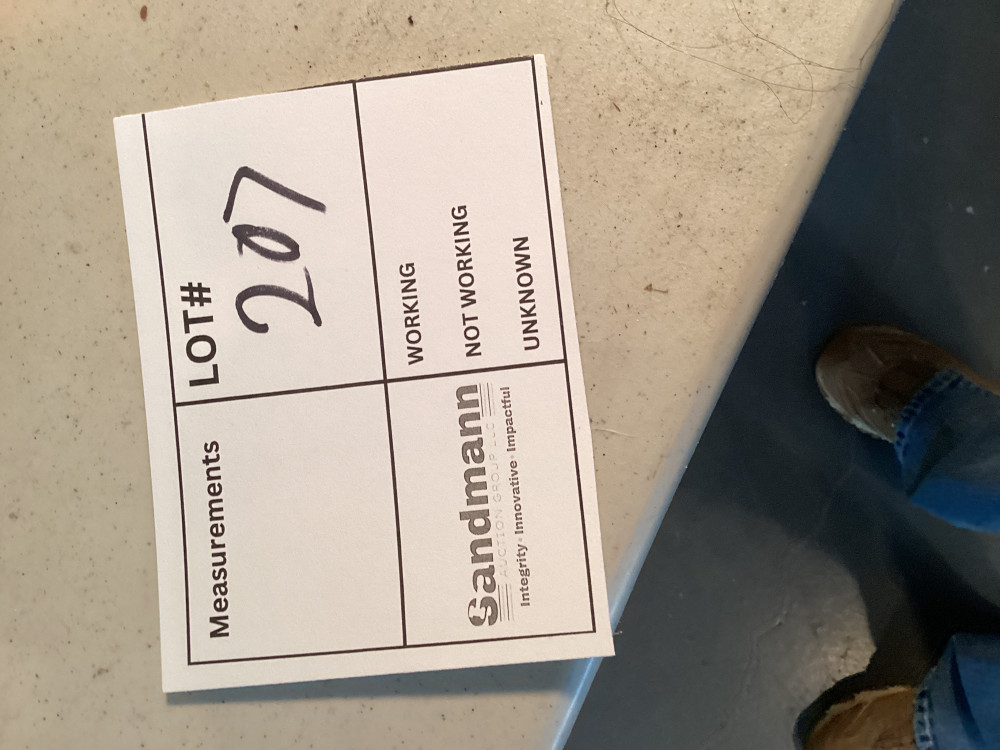 Measurements
LOT#
207
Sandmann
AUCTION GROUP LLC
Integrity · Innovative · Impactful
WORKING
NOT WORKING
UNKNOWN